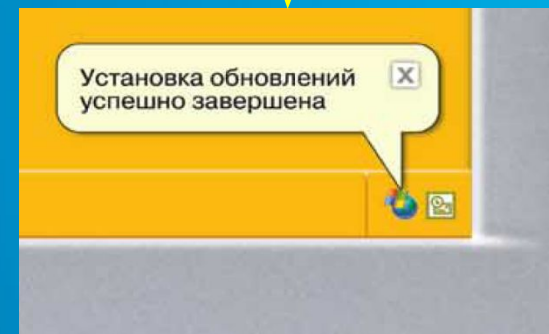 Установка обновлений
успешно завершена